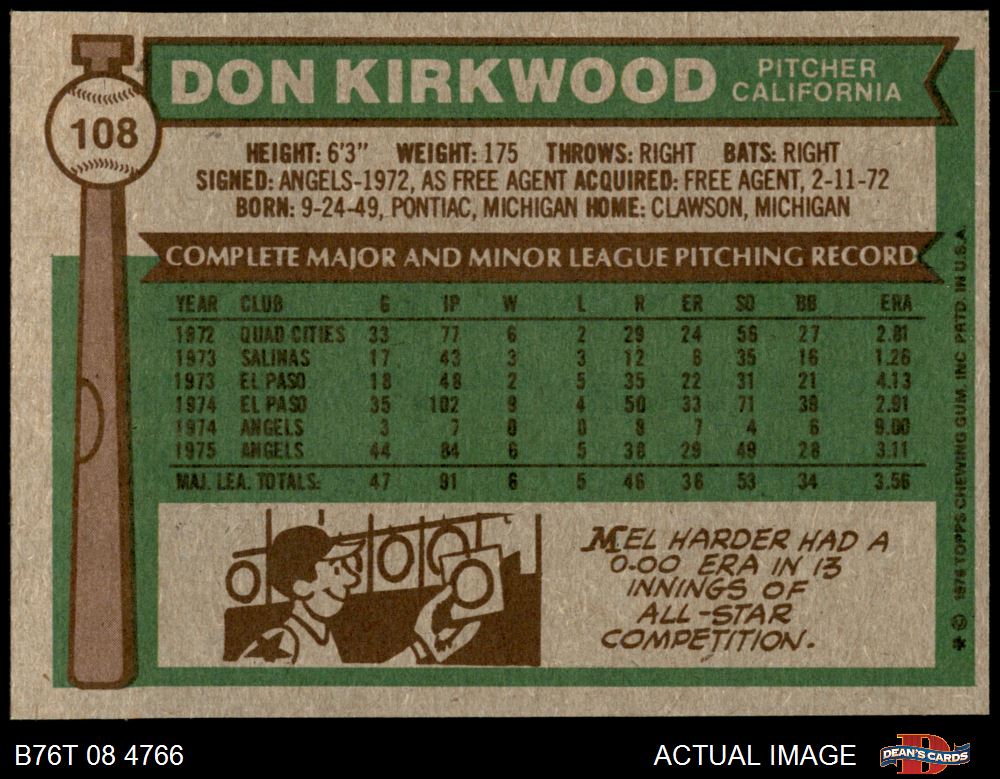 DON KIRKWOOD PITCHER CALIFORNIA
108
HEIGHT: 6'3" WEIGHT: 175 THROWS: RIGHT BATS: RIGHT
SIGNED: ANGELS-1972, AS FREE AGENT ACQUIRED: FREE AGENT, 2-11-72
BORN: 9-24-49, PONTIAC, MICHIGAN HOME: CLAWSON, MICHIGAN
COMPLETE MAJOR AND MINOR LEAGUE PITCHING RECORD
YEAR CLUB G IP W L R ER SO BB ERA
1972 QUAD CITIES 33 77 6 2 29 24 56 27 2.81
1973 SALINAS 17 43 3 3 12 6 35 16 1.26
1973 EL PASO 18 48 2 5 35 22 31 21 4.13
1974 EL PASO 35 102 9 4 50 33 71 38 2.91
1974 ANGELS 3 7 0 0 8 7 4 6 9.00
1975 ANGELS 44 84 6 5 38 29 49 28 3.11
MAJ. LEA. TOTALS: 47 91 6 5 46 36 53 34 3.56
0 00
MEL HARDER HAD A
0.00 ERA IN 13
INNINGS OF
ALL-STAR
COMPETITION.
* © 1976 TOPPS CHEWING GUM, INC. PRTD. IN U.S.A.
B76T 08 4766 ACTUAL IMAGE DEAN'S CARDS